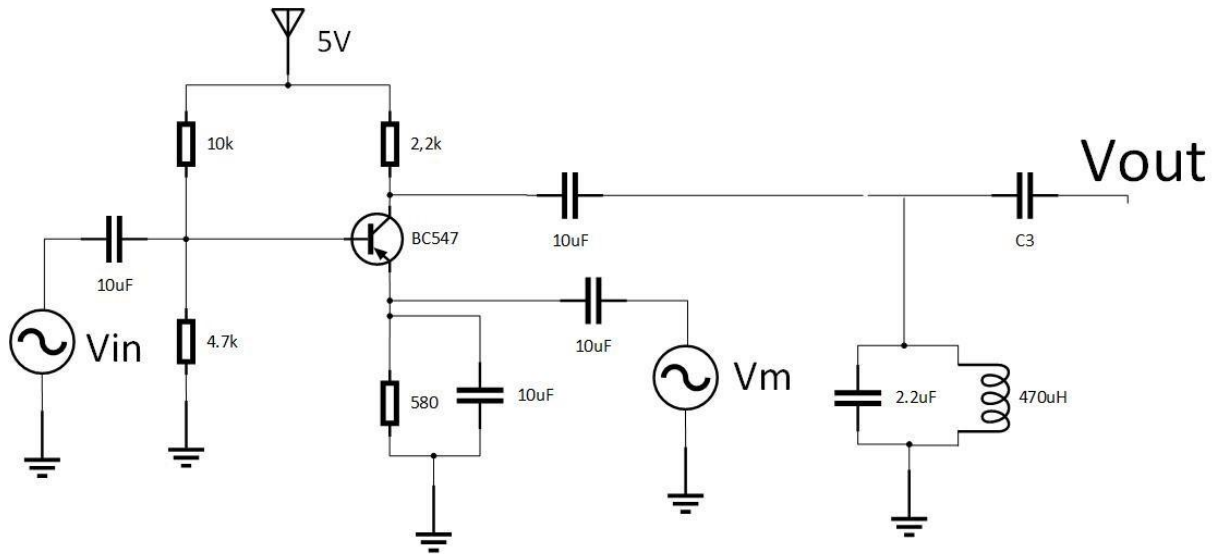 5V
10k
2,2k
Vout
BC547
10uF
C3
10uF
Vin
4.7k
10uF
Vm
580
10uF
2.2uF
470uH